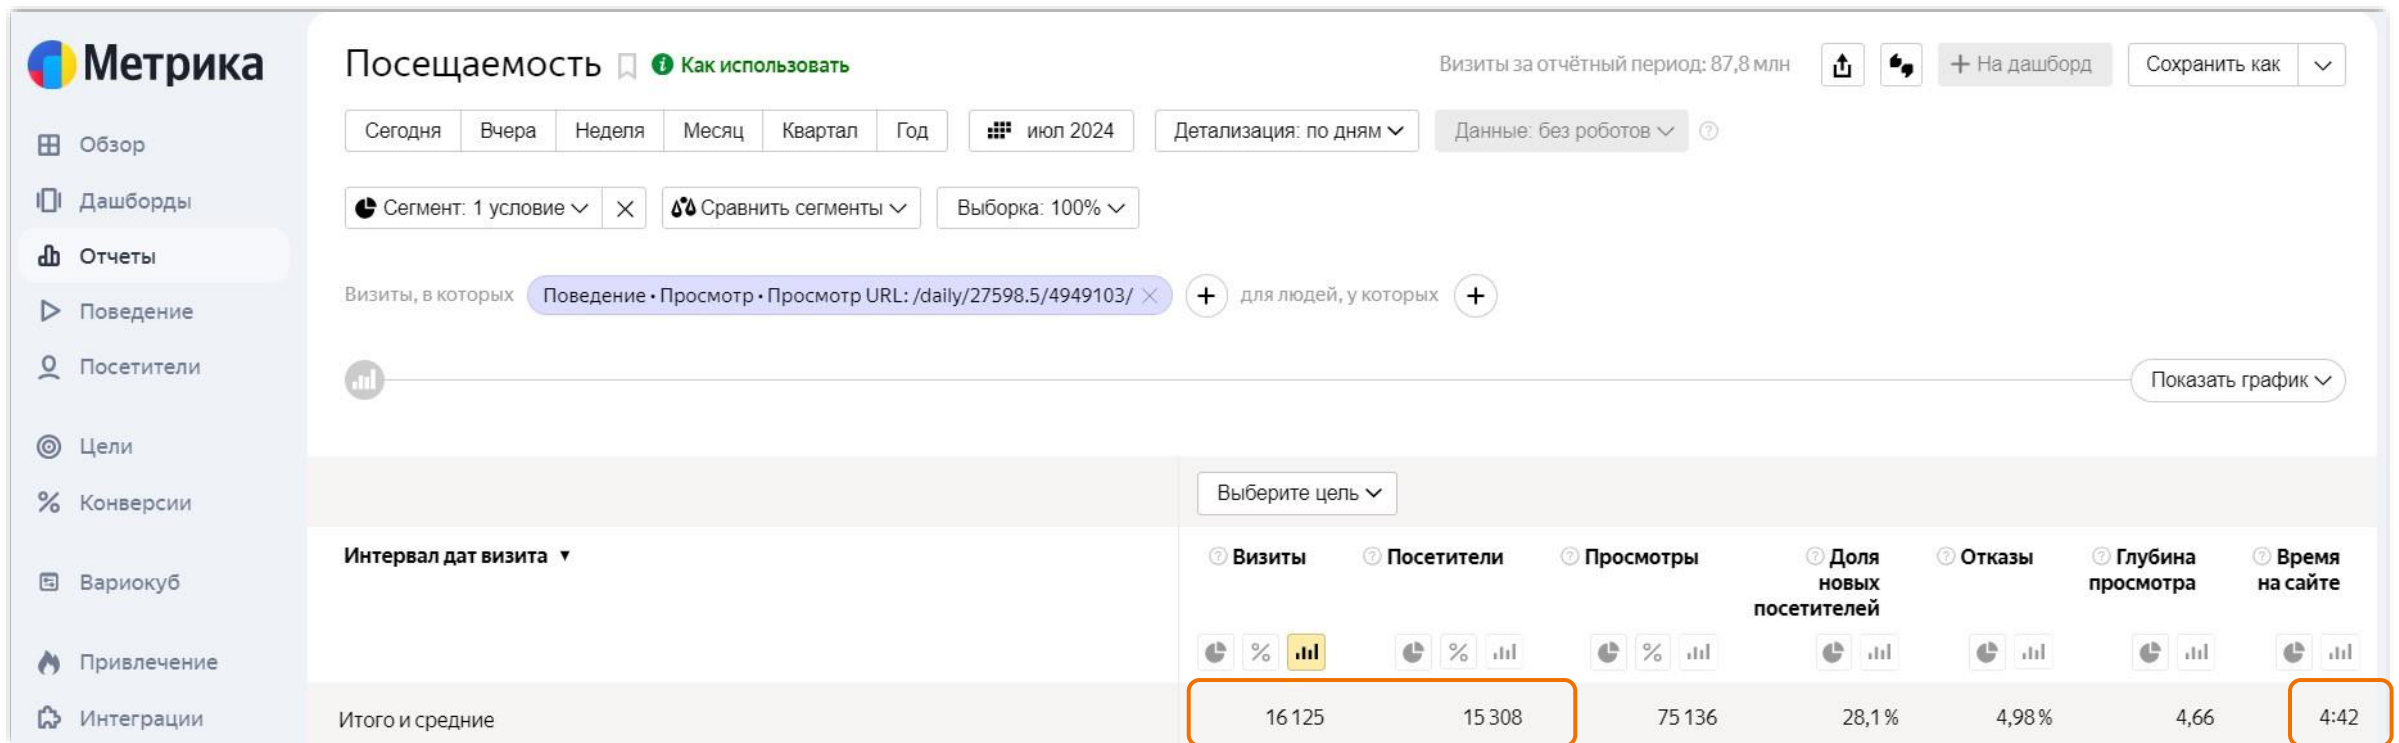 Метрика
Обзор
Дашборды
Отчеты
Поведение
Посетители
Цели
Конверсии
Вариокуб
Привлечение
Интеграции
Посещаемость Как использовать Визиты за отчётный период: 87,8 млн + На дашборд Сохранить как
Сегодня Вчера Неделя Месяц Квартал Год июл 2024 Детализация: по дням Данные: без роботов ?
Сегмент: 1 условие Сравнить сегменты Выборка: 100%
Визиты, в которых Поведение • Просмотр • Просмотр URL: /daily/27598.5/4949103/ + для людей, у которых +
Показать график
Выберите цель
Интервал дат визита ▼ ? Визиты ? Посетители ? Просмотры ? Доля новых посетителей ? Отказы ? Глубина просмотра ? Время на сайте
% % %
Итого и средние 16 125 15 308 75 136 28,1 % 4,98 % 4,66 4:42